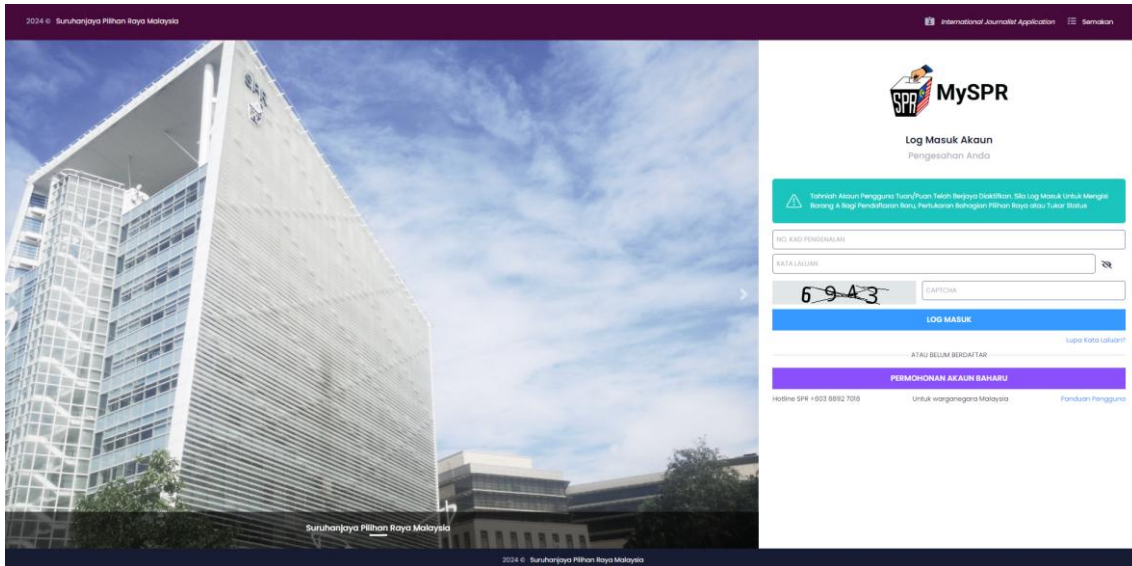 2024 © Suruhanjaya Pilihan Raya Malaysia
International Journalist Application
Semakan
SPR
Suruhanjaya Pilihan Raya Malaysia
SPR MySPR
Log Masuk Akaun
Pengesahan Anda
Tahniah Akaun Pengguna Tuan/Puan Telah Berjaya Diaktifkan. Sila Log Masuk Untuk Mengisi
Borang A Bagi Pendaftaran Baru, Pertukaran Bahagian Pilihan Raya atau Tukar Status
NO. KAD PENGENALAN
KATA LALUAN
6943
CAPTCHA
LOG MASUK
Lupa Kata Laluan?
ATAU BELUM BERDAFTAR
PERMOHONAN AKAUN BAHARU
Hotline SPR +603 8892 7018
Untuk warganegara Malaysia
Panduan Pengguna
2024 © Suruhanjaya Pilihan Raya Malaysia